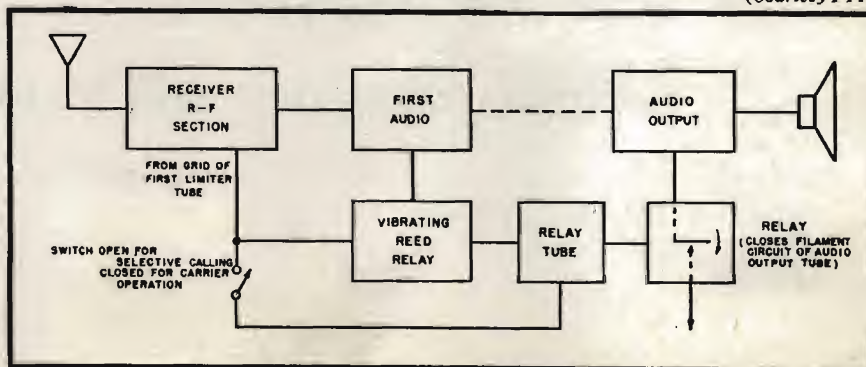 (Courtesy
RECEIVER
R-F
SECTION
FIRST
AUDIO
AUDIO
OUTPUT
FROM GRID OF
FIRST LIMITER
TUBE
VIBRATING
REED
RELAY
RELAY
TUBE
RELAY
(CLOSES FILAMENT
CIRCUIT OF AUDIO
OUTPUT TUBE)
SWITCH OPEN FOR
SELECTIVE CALLING
CLOSED FOR CARRIER
OPERATION